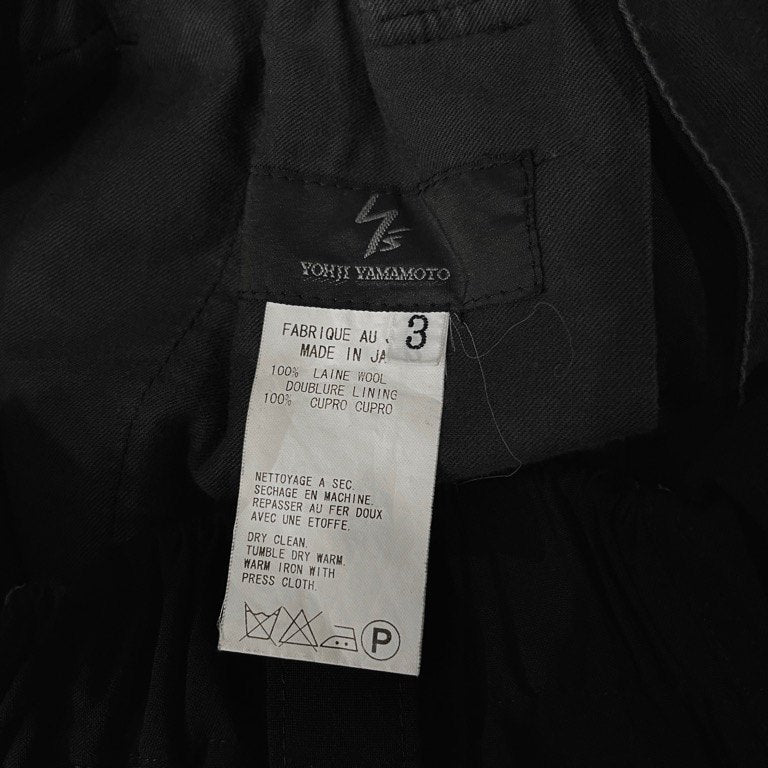 Y's
YOHJI YAMAMOTO
3
FABRIQUE AU
MADE IN JA
100% LAINE WOOL
DOUBLURE LINING
100% CUPRO CUPRO
NETTOYAGE A SEC.
SECHAGE EN MACHINE.
REPASSER AU FER DOUX
AVEC UNE ETOFFE.
DRY CLEAN.
TUMBLE DRY WARM.
WARM IRON WITH
PRESS CLOTH.
P